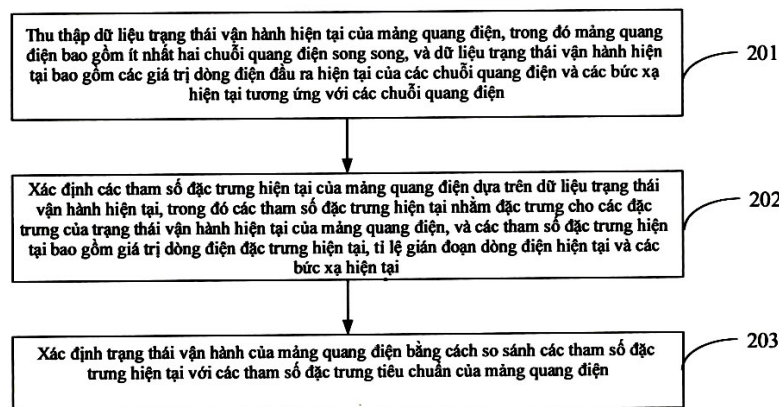 Thu thập dữ liệu trạng thái vận hành hiện tại của mảng quang điện, trong đó mảng quang
điện bao gồm ít nhất hai chuỗi quang điện song song, và dữ liệu trạng thái vận hành hiện
tại bao gồm các giá trị dòng điện đầu ra hiện tại của các chuỗi quang điện và các bức xạ
hiện tại tương ứng với các chuỗi quang điện
201
Xác định các tham số đặc trưng hiện tại của mảng quang điện dựa trên dữ liệu trạng thái
vận hành hiện tại, trong đó các tham số đặc trưng hiện tại nhằm đặc trưng cho các đặc
trưng của trạng thái vận hành hiện tại của mảng quang điện, và các tham số đặc trưng hiện
tại bao gồm giá trị dòng điện đặc trưng hiện tại, tỉ lệ gián đoạn dòng điện hiện tại và các
bức xạ hiện tại
202
Xác định trạng thái vận hành của mảng quang điện bằng cách so sánh các tham số đặc
trưng hiện tại với các tham số đặc trưng tiêu chuẩn của mảng quang điện
203